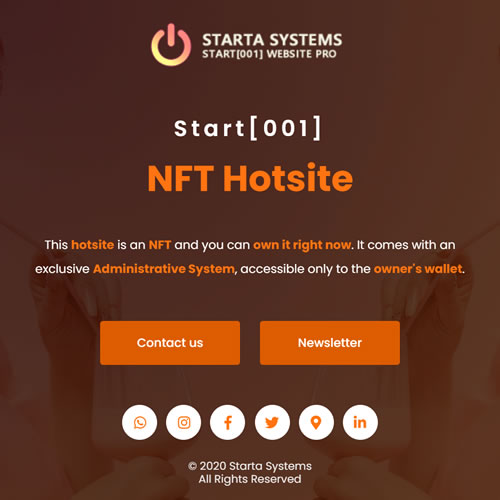 STARTA SYSTEMS
START[001] WEBSITE PRO
Start[001]
NFT Hotsite
This hotsite is an NFT and you can own it right now. It comes with an
exclusive Administrative System, accessible only to the owner's wallet.
Contact us
Newsletter
© 2020 Starta Systems
All Rights Reserved